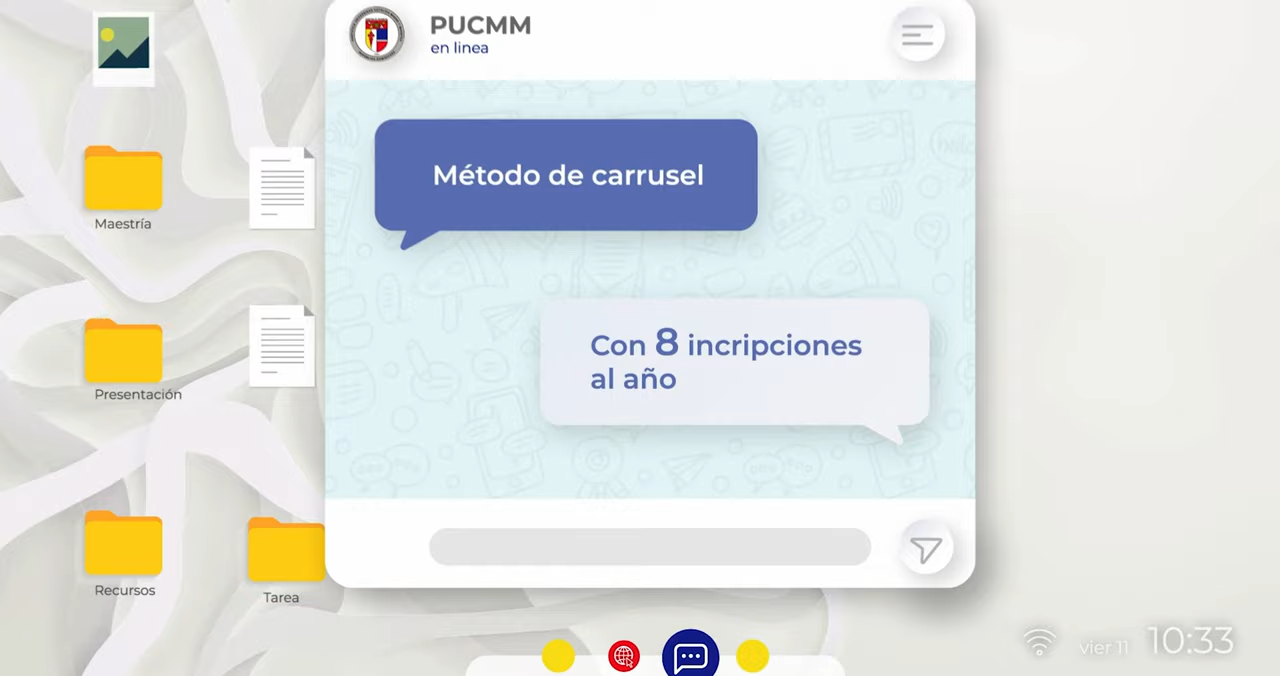 PUCMM
en linea
Método de carrusel
Con 8 incripciones
al año
Maestría
Presentación
Recursos
Tarea
vier 11 10:33